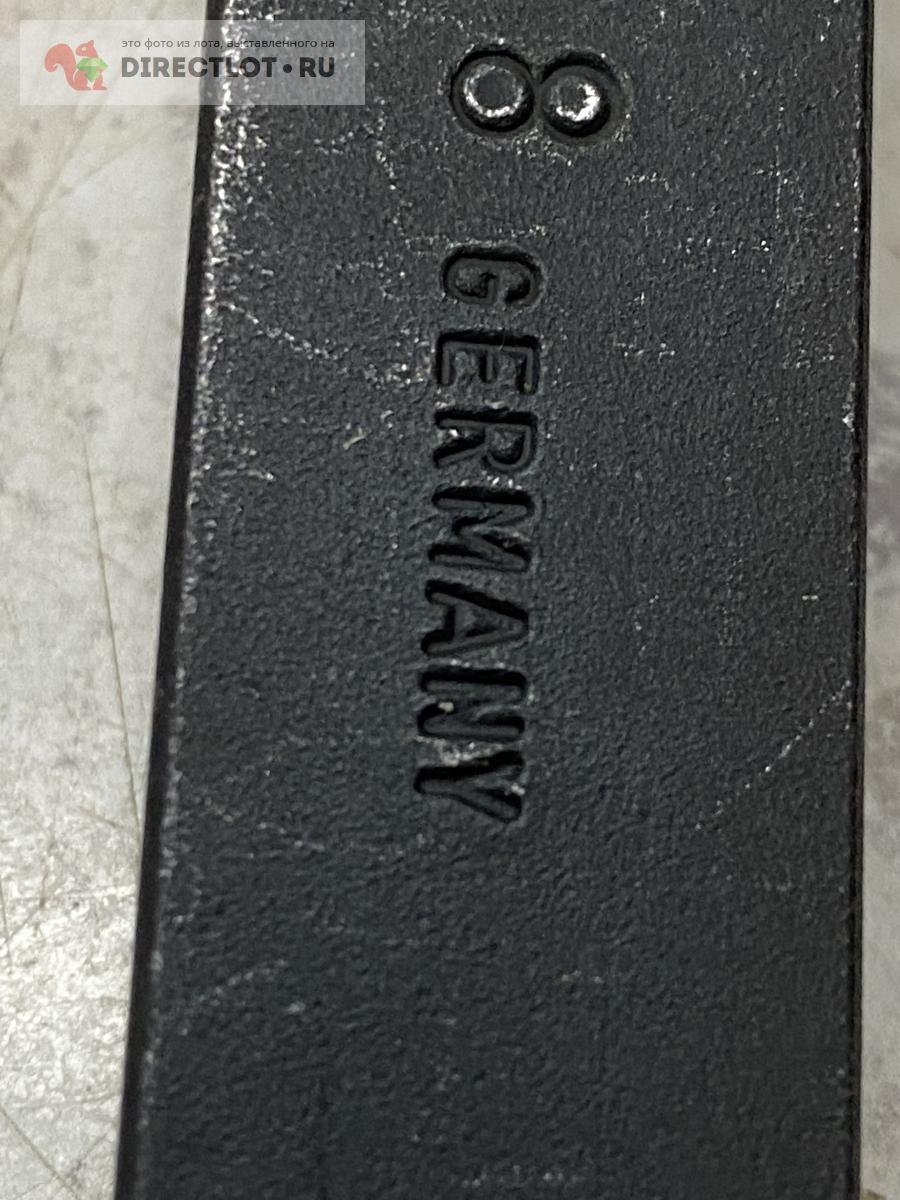 это фото из лота, выставленного на
DIRECTLOT•RU
8 GERMANY